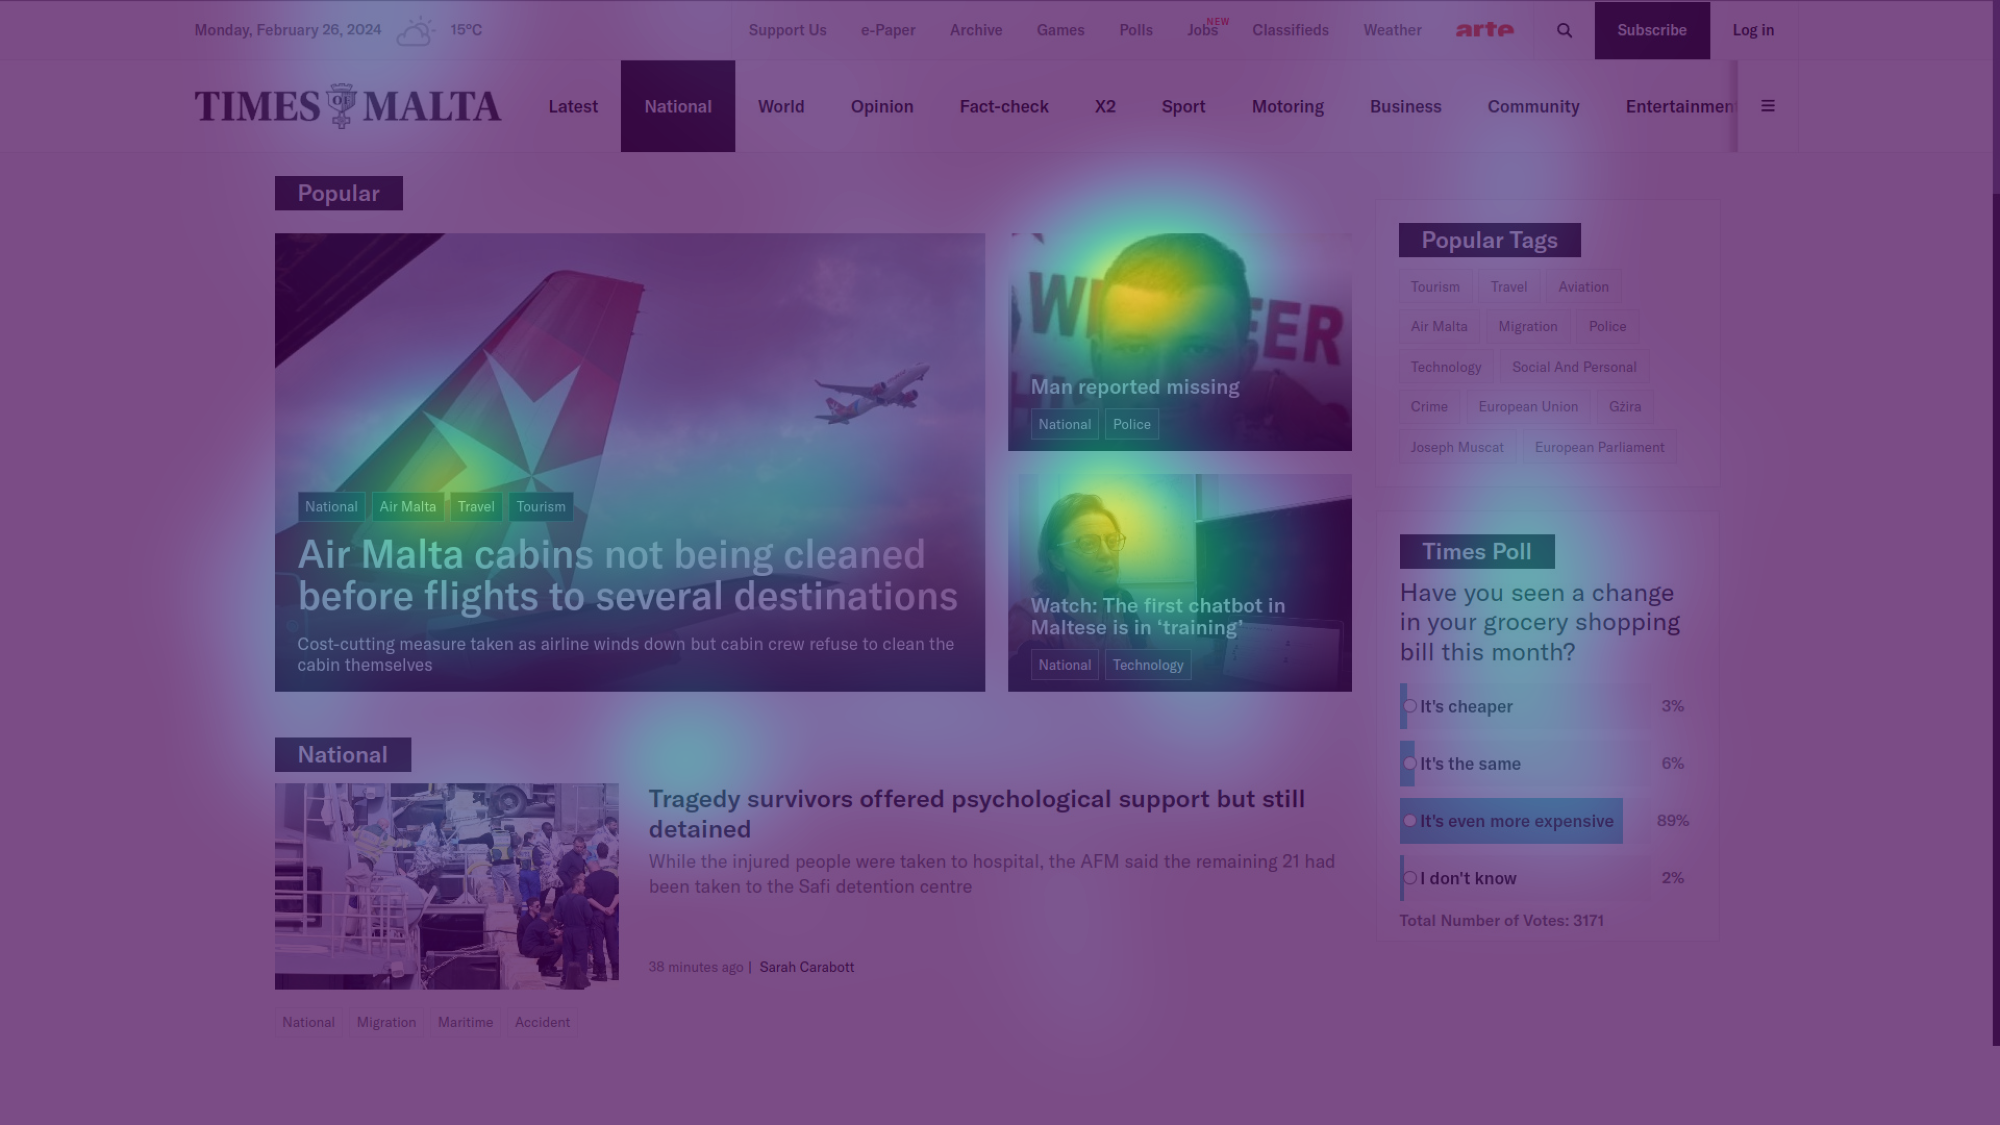 Monday, February 26, 2024
15°C
Support Us
e-Paper
Archive
Games
Polls
Jobs NEW
Classifieds
Weather
arte
Subscribe
Log in
TIMES OF MALTA
Latest
National
World
Opinion
Fact-check
X2
Sport
Motoring
Business
Community
Entertainmen
Popular
National
Air Malta
Travel
Tourism
Air Malta cabins not being cleaned
before flights to several destinations
Cost-cutting measure taken as airline winds down but cabin crew refuse to clean the
cabin themselves
Man reported missing
National
Police
Watch: The first chatbot in
Maltese is in ‘training’
National
Technology
Popular Tags
Tourism
Travel
Aviation
Air Malta
Migration
Police
Technology
Social And Personal
Crime
European Union
Gżira
Joseph Muscat
European Parliament
Times Poll
Have you seen a change
in your grocery shopping
bill this month?
It's cheaper 3%
It's the same 6%
It's even more expensive 89%
I don't know 2%
Total Number of Votes: 3171
National
Tragedy survivors offered psychological support but still
detained
While the injured people were taken to hospital, the AFM said the remaining 21 had
been taken to the Safi detention centre
38 minutes ago | Sarah Carabott
National
Migration
Maritime
Accident